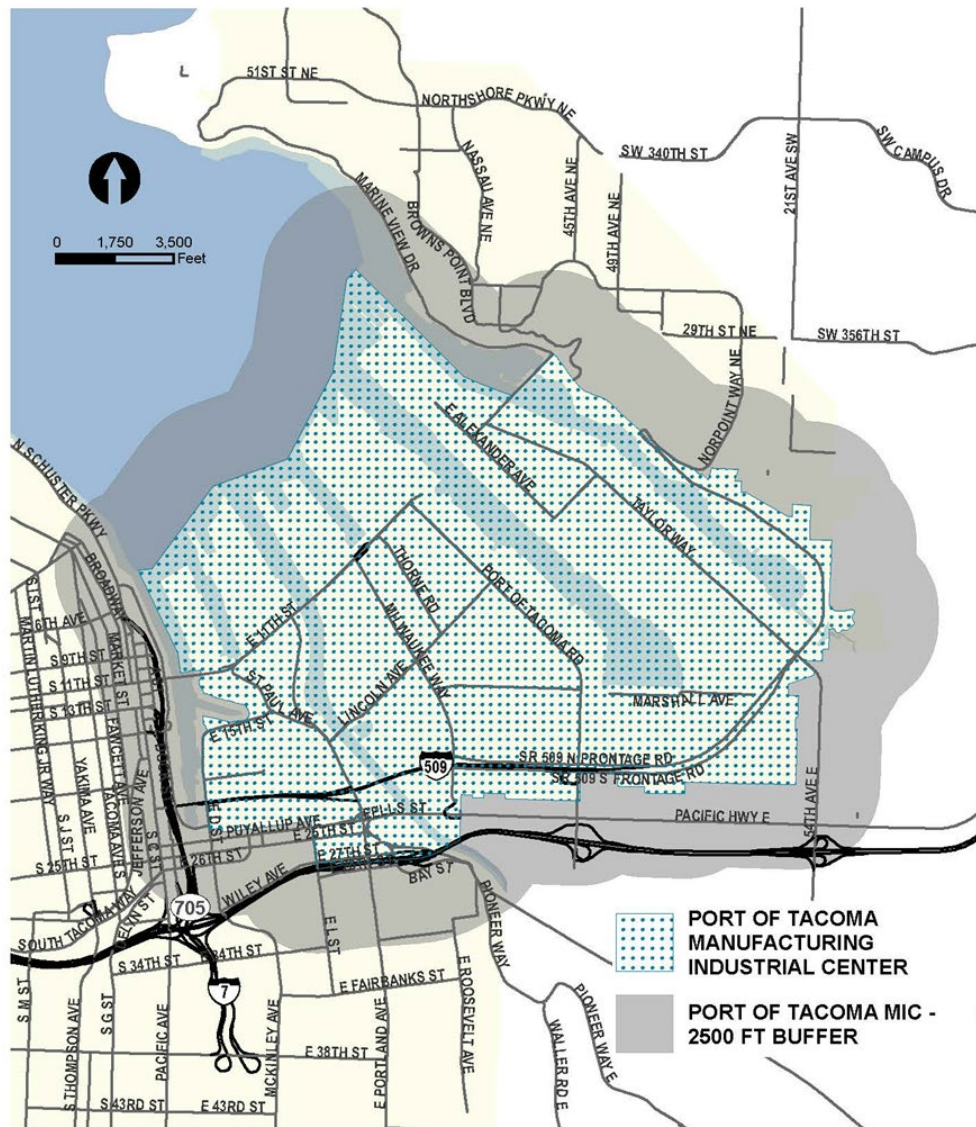 51ST ST NE
NORTHSHORE PKWY NE
SW 340TH ST
SW CAMPUS DR
21ST AVE SW
NASSAU AVE NE
45TH AVE NE
49TH AVE NE
MARINE VIEW DR
BROWNS POINT BLVD
0 1,750 3,500
Feet
29TH ST NE
SW 356TH ST
NORPOINT WAY NE
E ALEXANDER AVE
TAYLOR WAY
N SCHUSTER PKWY
BROADWAY
THORNE RD
PORT OF TACOMA RD
MILWAUKEE WAY
E 11TH ST
LINCOLN AVE
ST PAUL AVE
E 15TH ST
MARSHALL AVE
S I ST
6TH AVE
MARTIN LUTHER KING JR WAY
S 9TH ST
S 11TH ST
S 13TH ST
MARKET ST
FAWCETT AVE
YAKIMA AVE
TACOMA AVE S
JEFFERSON AVE
S J ST
S C ST
509
SR 509 N FRONTAGE RD
SR 509 S FRONTAGE RD
PACIFIC HWY E
54TH AVE E
E D ST
PUYALLUP AVE
E 25TH ST
EELLS ST
E 26TH ST
E 27TH ST
S 25TH ST
BAY ST
WILEY AVE
SOUTH TACOMA WAY
705
PIONEER WAY
E L ST
S 34TH ST
E 34TH ST
E FAIRBANKS ST
7
S M ST
S THOMPSON AVE
S G ST
PACIFIC AVE
MCKINLEY AVE
E PORTLAND AVE
E ROOSEVELT AVE
E 38TH ST
S 43RD ST
E 43RD ST
WALLER RD E
PIONEER WAY E
PORT OF TACOMA
MANUFACTURING
INDUSTRIAL CENTER
PORT OF TACOMA MIC -
2500 FT BUFFER